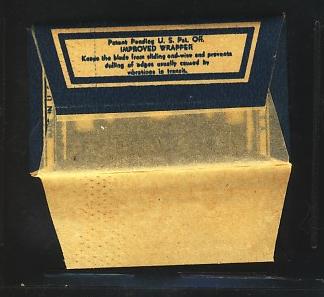 Patent Pending U. S. Pat. Off.
IMPROVED WRAPPER
Keeps the blade from sliding end-wise and prevents
dulling of edges usually caused by
vibrations in transit.